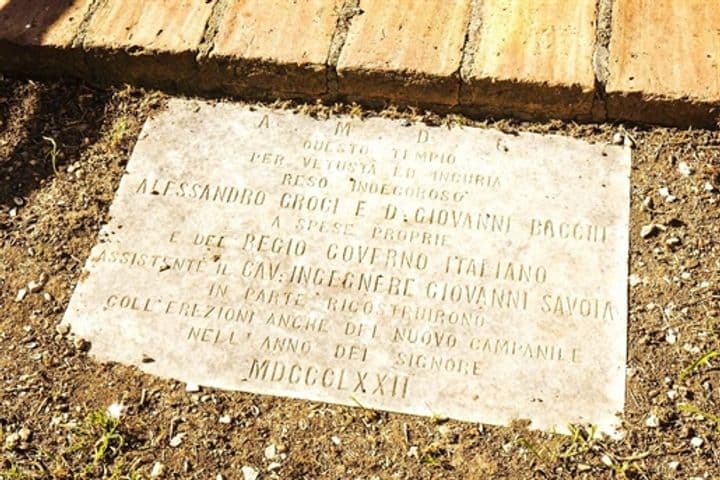 A M D G
QUESTO TEMPIO
PER VETUSTÀ ED INCURIA
RESO INDECOROSO
ALESSANDRO CROCI E D. GIOVANNI BACCHI
A SPESE PROPRIE
E DEL REGIO GOVERNO ITALIANO
ASSISTENTE IL CAV: INGEGNERE GIOVANNI SAVOIA
IN PARTE RICOSTRUIRONO
COLL'EREZIONI ANCHE DEL NUOVO CAMPANILE
NELL'ANNO DEL SIGNORE
MDCCCLXXII